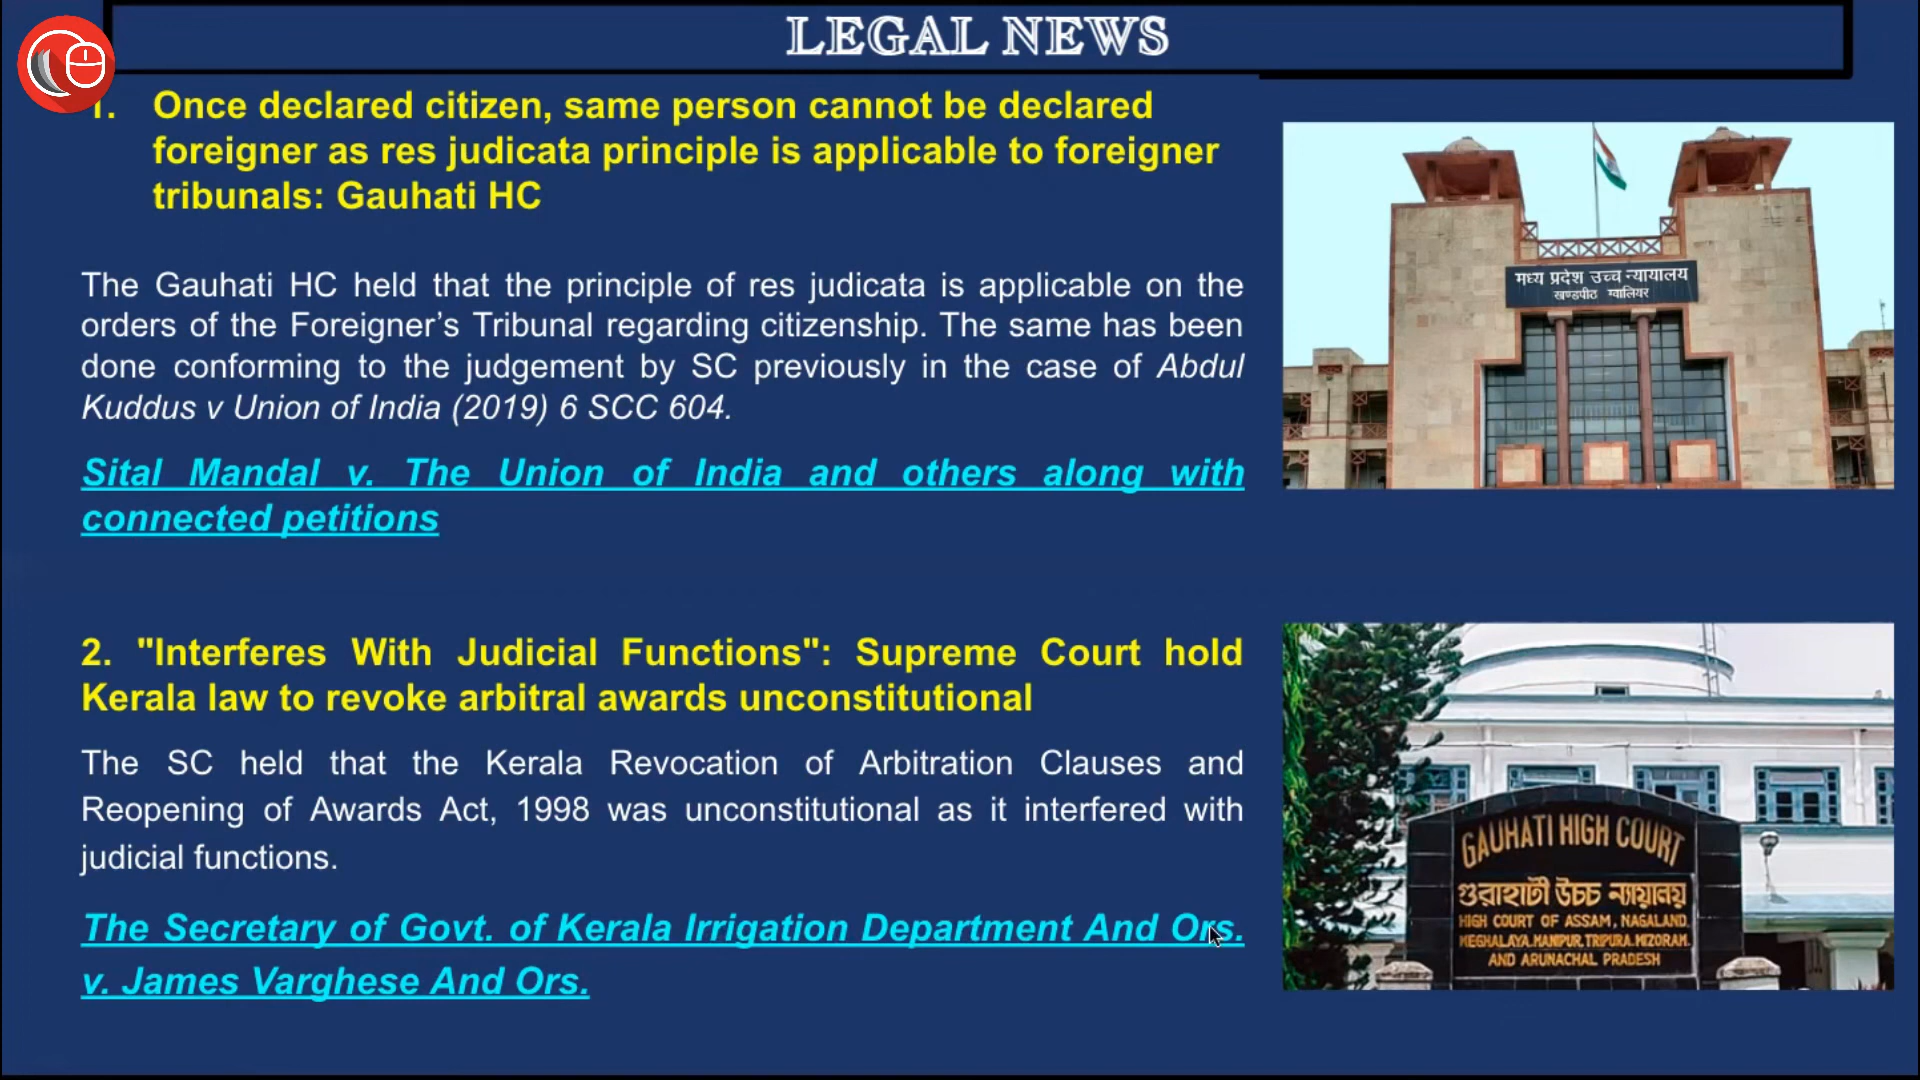 LEGAL NEWS
1. Once declared citizen, same person cannot be declared
foreigner as res judicata principle is applicable to foreigner
tribunals: Gauhati HC
The Gauhati HC held that the principle of res judicata is applicable on the
orders of the Foreigner’s Tribunal regarding citizenship. The same has been
done conforming to the judgement by SC previously in the case of Abdul
Kuddus v Union of India (2019) 6 SCC 604.
Sital Mandal v. The Union of India and others along with
connected petitions
2. "Interferes With Judicial Functions": Supreme Court hold
Kerala law to revoke arbitral awards unconstitutional
The SC held that the Kerala Revocation of Arbitration Clauses and
Reopening of Awards Act, 1998 was unconstitutional as it interfered with
judicial functions.
The Secretary of Govt. of Kerala Irrigation Department And Ors.
v. James Varghese And Ors.
मध्य प्रदेश उच्च न्यायालय
खण्डपीठ ग्वालियर
GAUHATI HIGH COURT
গুৱাহাটী উচ্চ ন্যায়ালয়
HIGH COURT OF ASSAM, NAGALAND,
MEGHALAYA, MANIPUR, TRIPURA, MIZORAM,
AND ARUNACHAL PRADESH